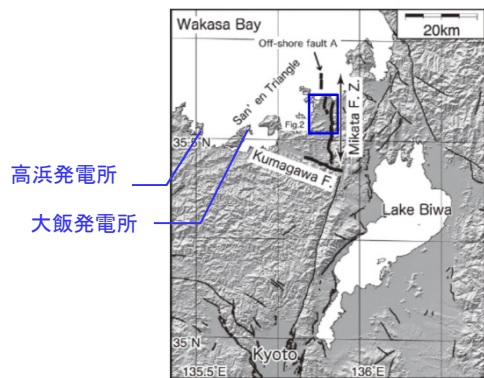 Wakasa Bay
20km
Off-shore fault A
San' en Triangle
Mikata F. Z.
Fig.2
35.5 N
Kumagawa F.
高浜発電所
大飯発電所
Lake Biwa
35 N
Kyoto
135.5 E
136 E